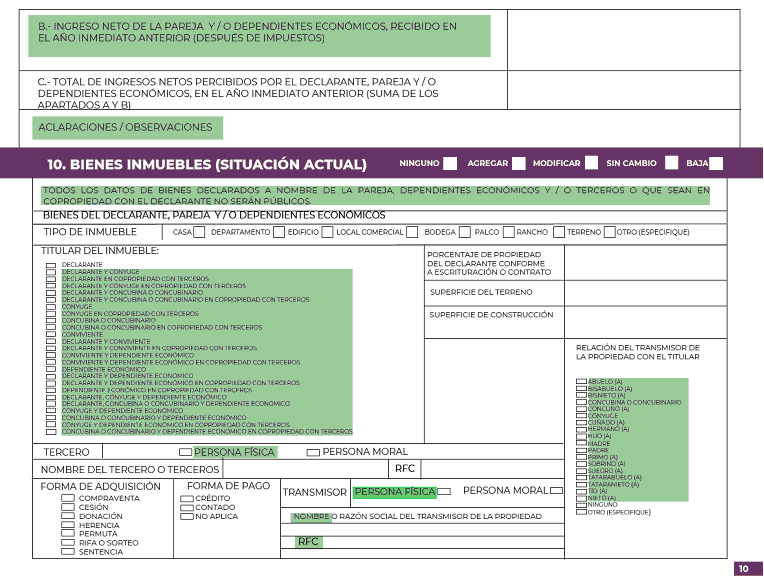 B.- INGRESO NETO DE LA PAREJA Y / O DEPENDIENTES ECONÓMICOS, RECIBIDO EN
EL AÑO INMEDIATO ANTERIOR (DESPUÉS DE IMPUESTOS)
C.- TOTAL DE INGRESOS NETOS PERCIBIDOS POR EL DECLARANTE, PAREJA Y / O
DEPENDIENTES ECONÓMICOS, EN EL AÑO INMEDIATO ANTERIOR (SUMA DE LOS
APARTADOS A Y B)
ACLARACIONES / OBSERVACIONES
10. BIENES INMUEBLES (SITUACIÓN ACTUAL) NINGUNO AGREGAR MODIFICAR SIN CAMBIO BAJA
TODOS LOS DATOS DE BIENES DECLARADOS A NOMBRE DE LA PAREJA, DEPENDIENTES ECONÓMICOS Y / O TERCEROS O QUE SEAN EN
COPROPIEDAD CON EL DECLARANTE NO SERÁN PÚBLICOS.
BIENES DEL DECLARANTE, PAREJA Y / O DEPENDIENTES ECONÓMICOS
TIPO DE INMUEBLE CASA DEPARTAMENTO EDIFICIO LOCAL COMERCIAL BODEGA PALCO RANCHO TERRENO OTRO (ESPECIFIQUE)
TITULAR DEL INMUEBLE:
DECLARANTE
DECLARANTE Y CÓNYUGE
DECLARANTE EN COPROPIEDAD CON TERCEROS
DECLARANTE Y CÓNYUGE EN COPROPIEDAD CON TERCEROS
DECLARANTE Y CONCUBINA O CONCUBINARIO
DECLARANTE Y CONCUBINA O CONCUBINARIO EN COPROPIEDAD CON TERCEROS
CÓNYUGE
CÓNYUGE EN COPROPIEDAD CON TERCEROS
CONCUBINA O CONCUBINARIO
CONCUBINA O CONCUBINARIO EN COPROPIEDAD CON TERCEROS
CONVIVIENTE
DECLARANTE Y CONVIVIENTE
DECLARANTE Y CONVIVIENTE EN COPROPIEDAD CON TERCEROS
CONVIVIENTE Y DEPENDIENTE ECONÓMICO
CONVIVIENTE Y DEPENDIENTE ECONÓMICO EN COPROPIEDAD CON TERCEROS
DEPENDIENTE ECONÓMICO
DECLARANTE Y DEPENDIENTE ECONÓMICO
DECLARANTE Y DEPENDIENTE ECONÓMICO EN COPROPIEDAD CON TERCEROS
DEPENDIENTE ECONÓMICO EN COPROPIEDAD CON TERCEROS
DECLARANTE, CÓNYUGE Y DEPENDIENTE ECONÓMICO
DECLARANTE, CONCUBINA O CONCUBINARIO Y DEPENDIENTE ECONÓMICO
CÓNYUGE Y DEPENDIENTE ECONÓMICO
CONCUBINA O CONCUBINARIO Y DEPENDIENTE ECONÓMICO
CÓNYUGE Y DEPENDIENTE ECONÓMICO EN COPROPIEDAD CON TERCEROS
CONCUBINA O CONCUBINARIO Y DEPENDIENTE ECONÓMICO EN COPROPIEDAD CON TERCEROS
PORCENTAJE DE PROPIEDAD
DEL DECLARANTE CONFORME
A ESCRITURACIÓN O CONTRATO
SUPERFICIE DEL TERRENO
SUPERFICIE DE CONSTRUCCIÓN
RELACIÓN DEL TRANSMISOR DE
LA PROPIEDAD CON EL TITULAR
ABUELO (A)
BISABUELO (A)
BISNIETO (A)
CONCUBINA O CONCUBINARIO
CONCUÑO (A)
CÓNYUGE
CUÑADO (A)
HERMANO (A)
HIJO (A)
MADRE
PADRE
PRIMO (A)
SOBRINO (A)
SUEGRO (A)
TATARABUELO (A)
TATARANIETO (A)
TÍO (A)
NIETO (A)
NINGUNO
OTRO (ESPECIFIQUE)
TERCERO PERSONA FÍSICA PERSONA MORAL
NOMBRE DEL TERCERO O TERCEROS RFC
FORMA DE ADQUISICIÓN
COMPRAVENTA
CESIÓN
DONACIÓN
HERENCIA
PERMUTA
RIFA O SORTEO
SENTENCIA
FORMA DE PAGO
CRÉDITO
CONTADO
NO APLICA
TRANSMISOR PERSONA FÍSICA PERSONA MORAL
NOMBRE O RAZÓN SOCIAL DEL TRANSMISOR DE LA PROPIEDAD
RFC
10